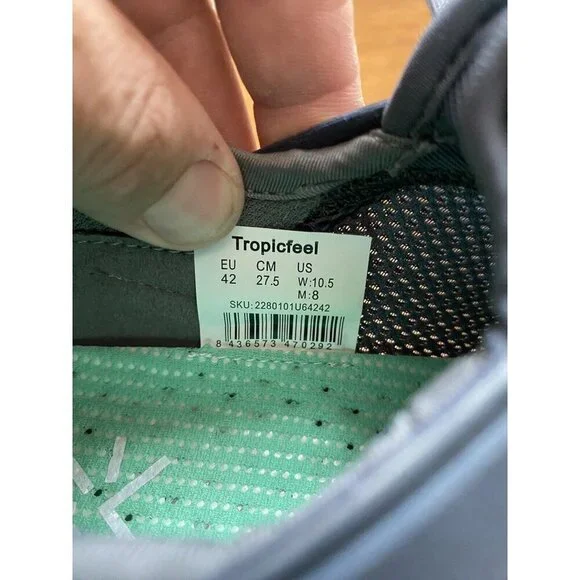 Tropicfeel
EU CM US
42 27.5 W:10.5
M:8
SKU:2280101U64242
8 436573 470292